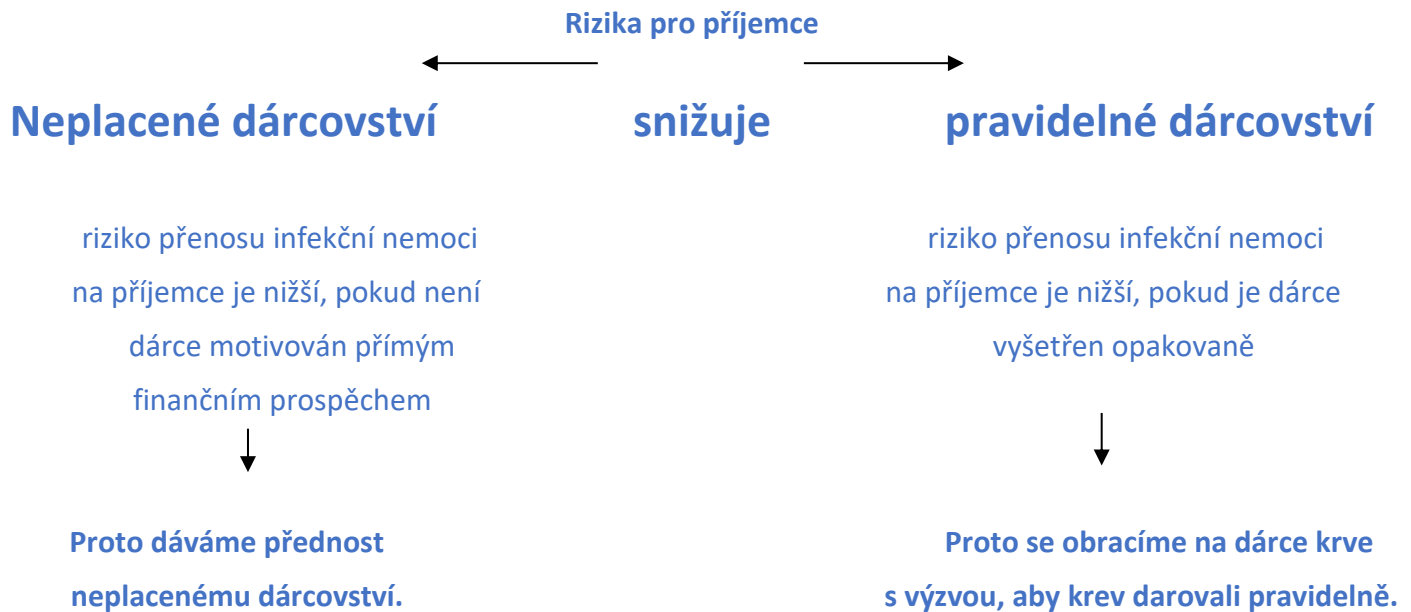 Rizika pro příjemce
Neplacené dárcovství snižuje pravidelné dárcovství
riziko přenosu infekční nemoci
na příjemce je nižší, pokud není
dárce motivován přímým
finančním prospěchem
Proto dáváme přednost
neplacenému dárcovství.
riziko přenosu infekční nemoci
na příjemce je nižší, pokud je dárce
vyšetřen opakovaně
Proto se obracíme na dárce krve
s výzvou, aby krev darovali pravidelně.